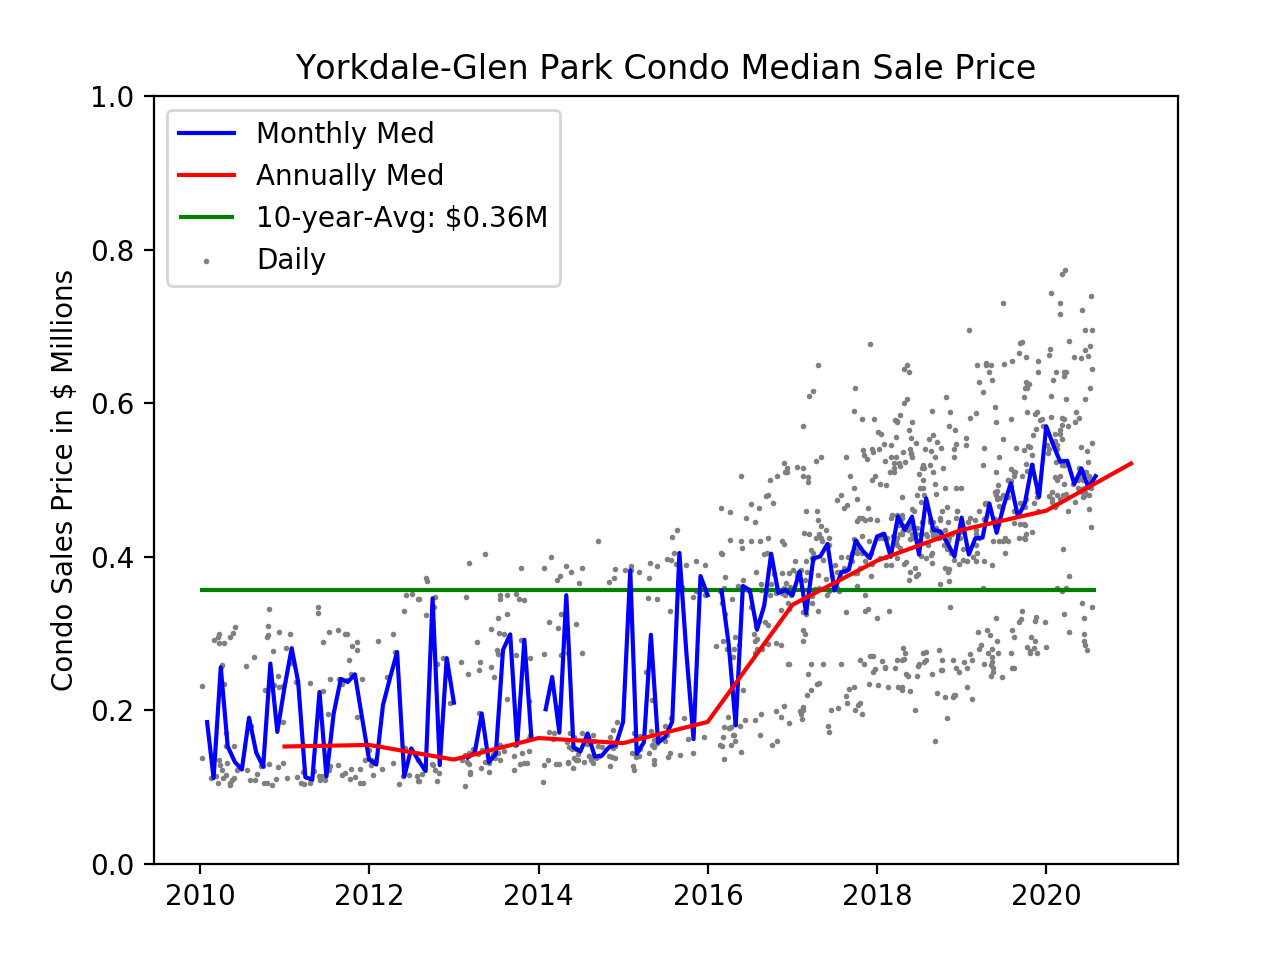 Yorkdale-Glen Park Condo Median Sale Price
Monthly Med
Annually Med
10-year-Avg: $0.36M
Daily
Condo Sales Price in $ Millions
1.0
0.8
0.6
0.4
0.2
0.0
2010 2012 2014 2016 2018 2020